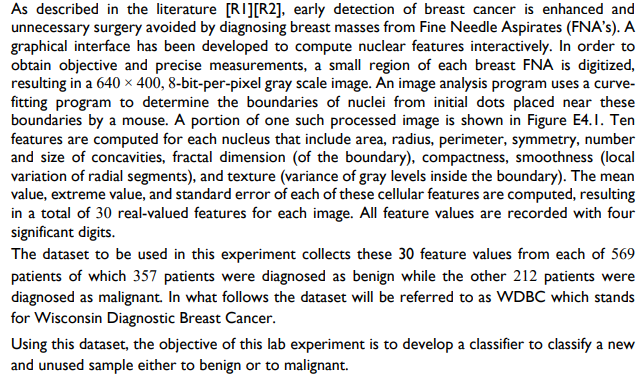 As described in the literature [R1][R2], early detection of breast cancer is enhanced and
unnecessary surgery avoided by diagnosing breast masses from Fine Needle Aspirates (FNA's). A
graphical interface has been developed to compute nuclear features interactively. In order to
obtain objective and precise measurements, a small region of each breast FNA is digitized,
resulting in a 640 × 400, 8-bit-per-pixel gray scale image. An image analysis program uses a curve-
fitting program to determine the boundaries of nuclei from initial dots placed near these
boundaries by a mouse. A portion of one such processed image is shown in Figure E4.1. Ten
features are computed for each nucleus that include area, radius, perimeter, symmetry, number
and size of concavities, fractal dimension (of the boundary), compactness, smoothness (local
variation of radial segments), and texture (variance of gray levels inside the boundary). The mean
value, extreme value, and standard error of each of these cellular features are computed, resulting
in a total of 30 real-valued features for each image. All feature values are recorded with four
significant digits.
The dataset to be used in this experiment collects these 30 feature values from each of 569
patients of which 357 patients were diagnosed as benign while the other 212 patients were
diagnosed as malignant. In what follows the dataset will be referred to as WDBC which stands
for Wisconsin Diagnostic Breast Cancer.
Using this dataset, the objective of this lab experiment is to develop a classifier to classify a new
and unused sample either to benign or to malignant.